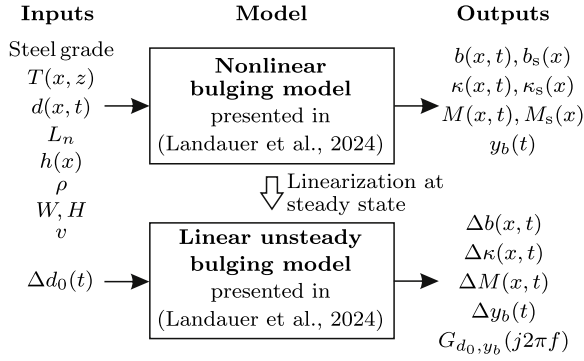 Inputs
Model
Outputs
Steel grade
T(x, z)
d(x, t)
L_n
h(x)
ρ
W, H
v
Nonlinear
bulging model
presented in
(Landauer et al., 2024)
b(x, t), b_s(x)
κ(x, t), κ_s(x)
M(x, t), M_s(x)
y_b(t)
Linearization at
steady state
Δd_0(t)
Linear unsteady
bulging model
presented in
(Landauer et al., 2024)
Δb(x, t)
Δκ(x, t)
ΔM(x, t)
Δy_b(t)
G_{d_0,y_b}(j2πf)